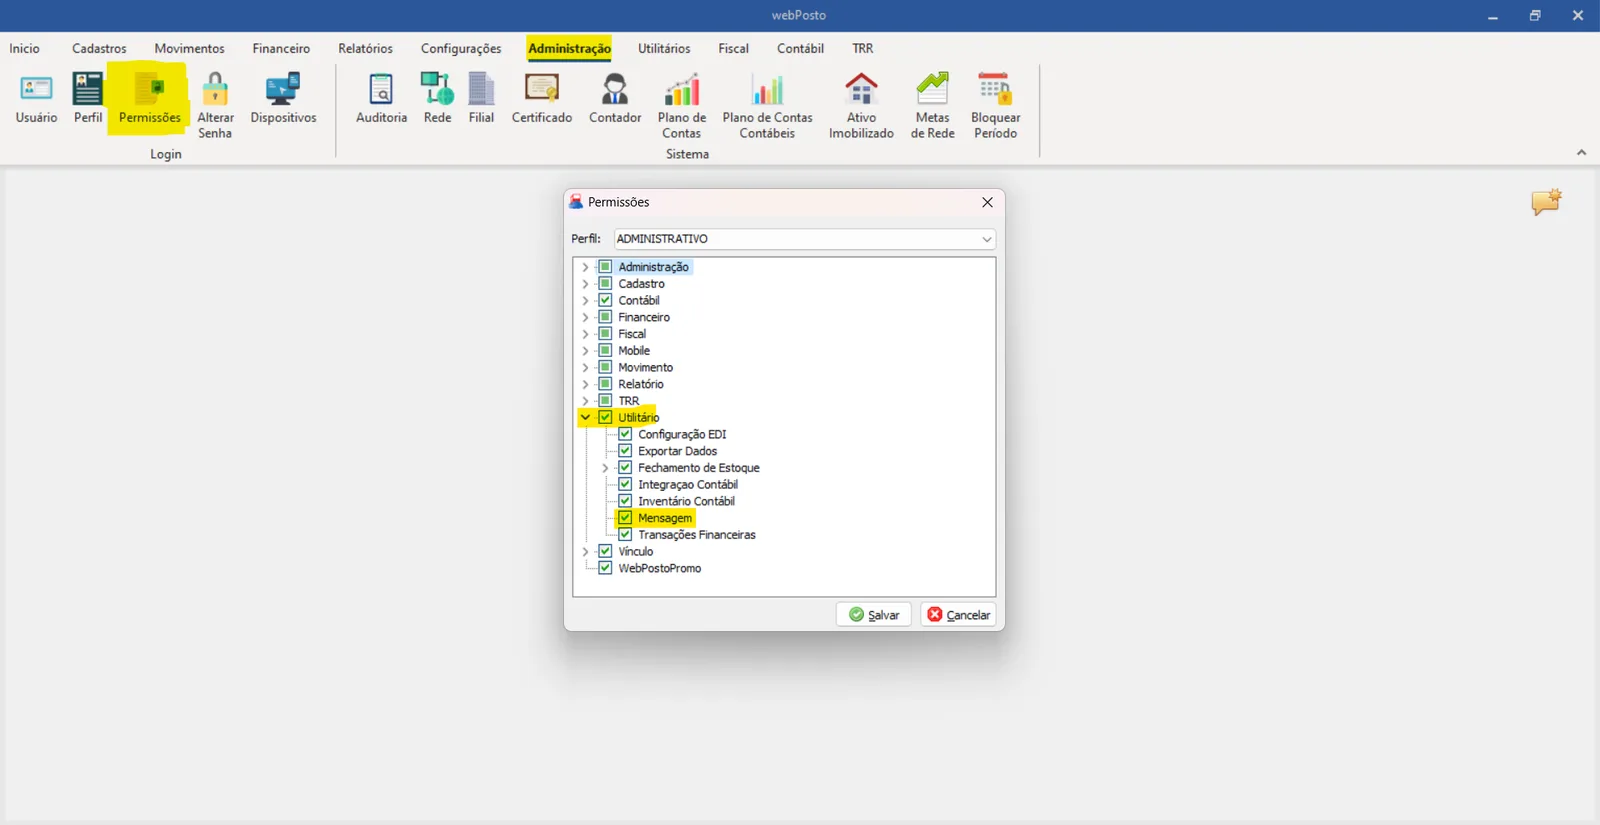 webPosto
Inicio Cadastros Movimentos Financeiro Relatórios Configurações Administração Utilitários Fiscal Contábil TRR
Usuário Perfil Permissões Alterar Senha Dispositivos Auditoria Rede Filial Certificado Contador Plano de Contas Plano de Contas Contábeis Ativo Imobilizado Metas de Rede Bloquear Período
Login Sistema
Permissões
Perfil: ADMINISTRATIVO
Administração
Cadastro
Contábil
Financeiro
Fiscal
Mobile
Movimento
Relatório
TRR
Utilitário
Configuração EDI
Exportar Dados
Fechamento de Estoque
Integraçao Contábil
Inventário Contábil
Mensagem
Transações Financeiras
Vínculo
WebPostoPromo
Salvar Cancelar